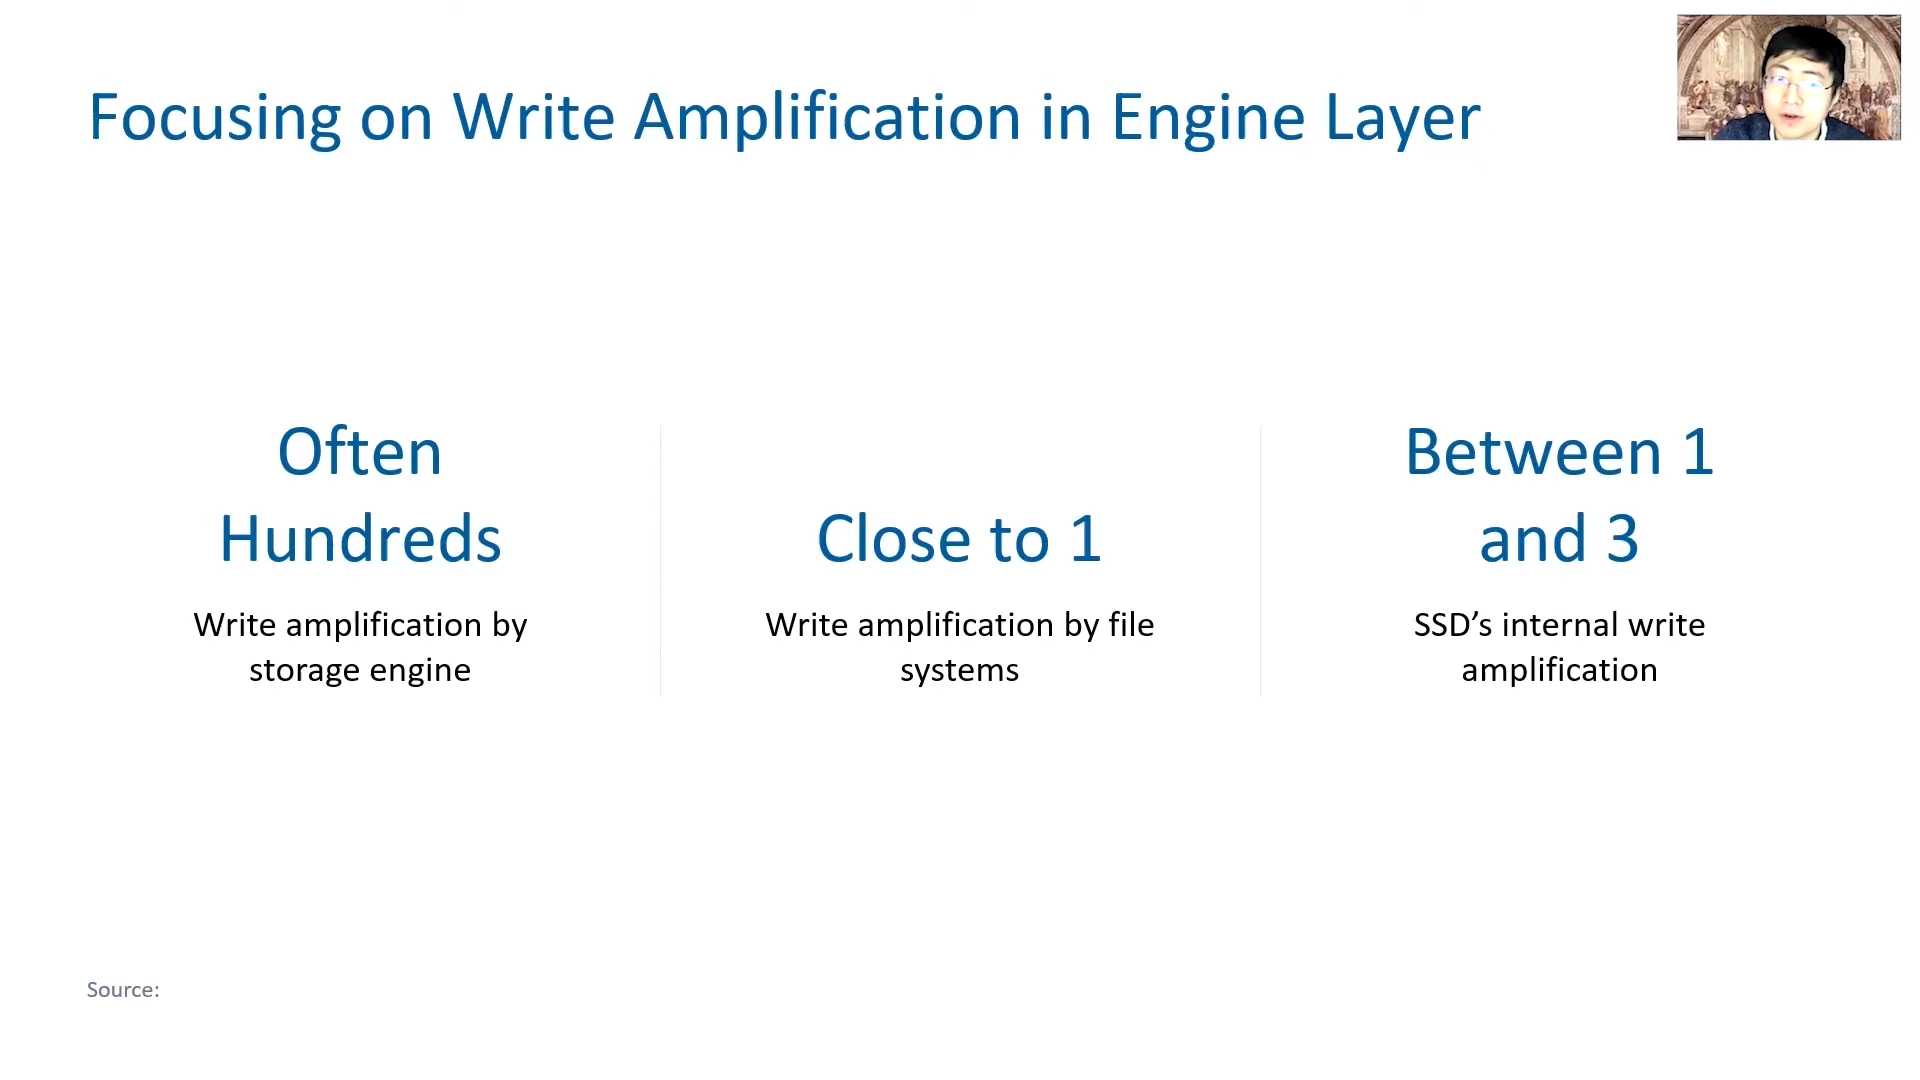 Focusing on Write Amplification in Engine Layer
Often
Hundreds
Write amplification by
storage engine
Close to 1
Write amplification by file
systems
Between 1
and 3
SSD’s internal write
amplification
Source: